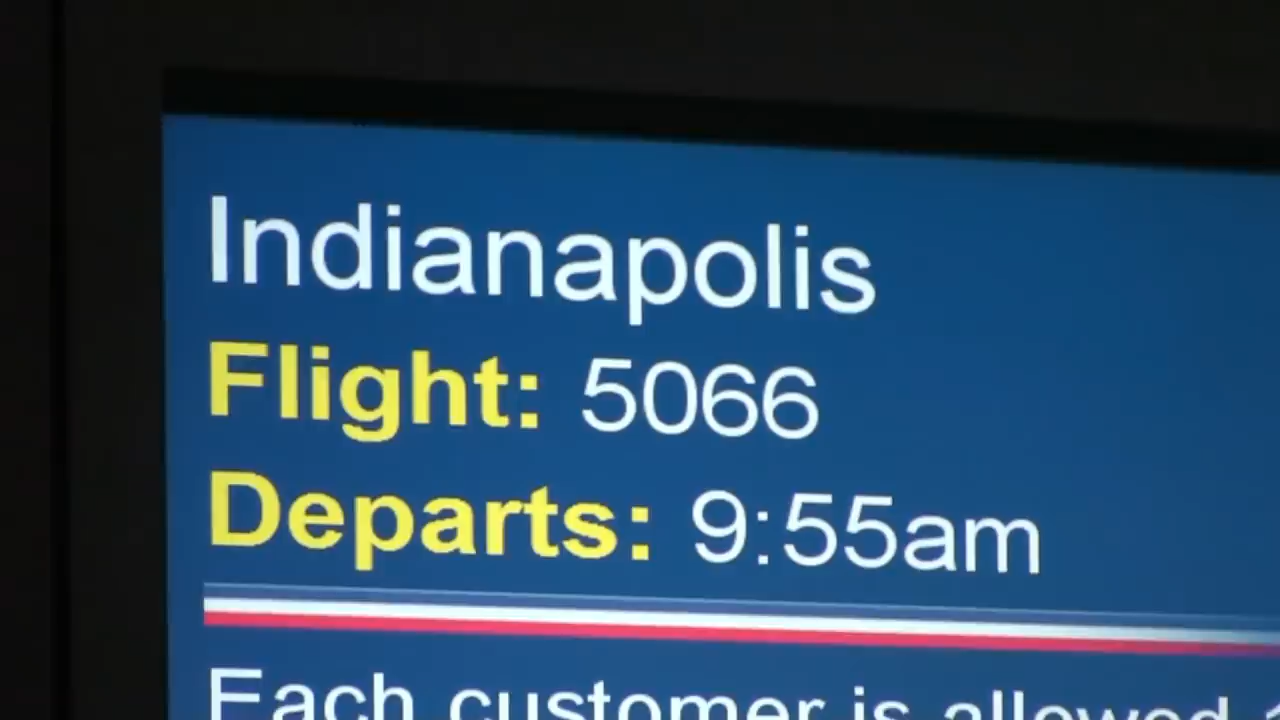 Indianapolis
Flight: 5066
Departs: 9:55am
Each customer is allowed